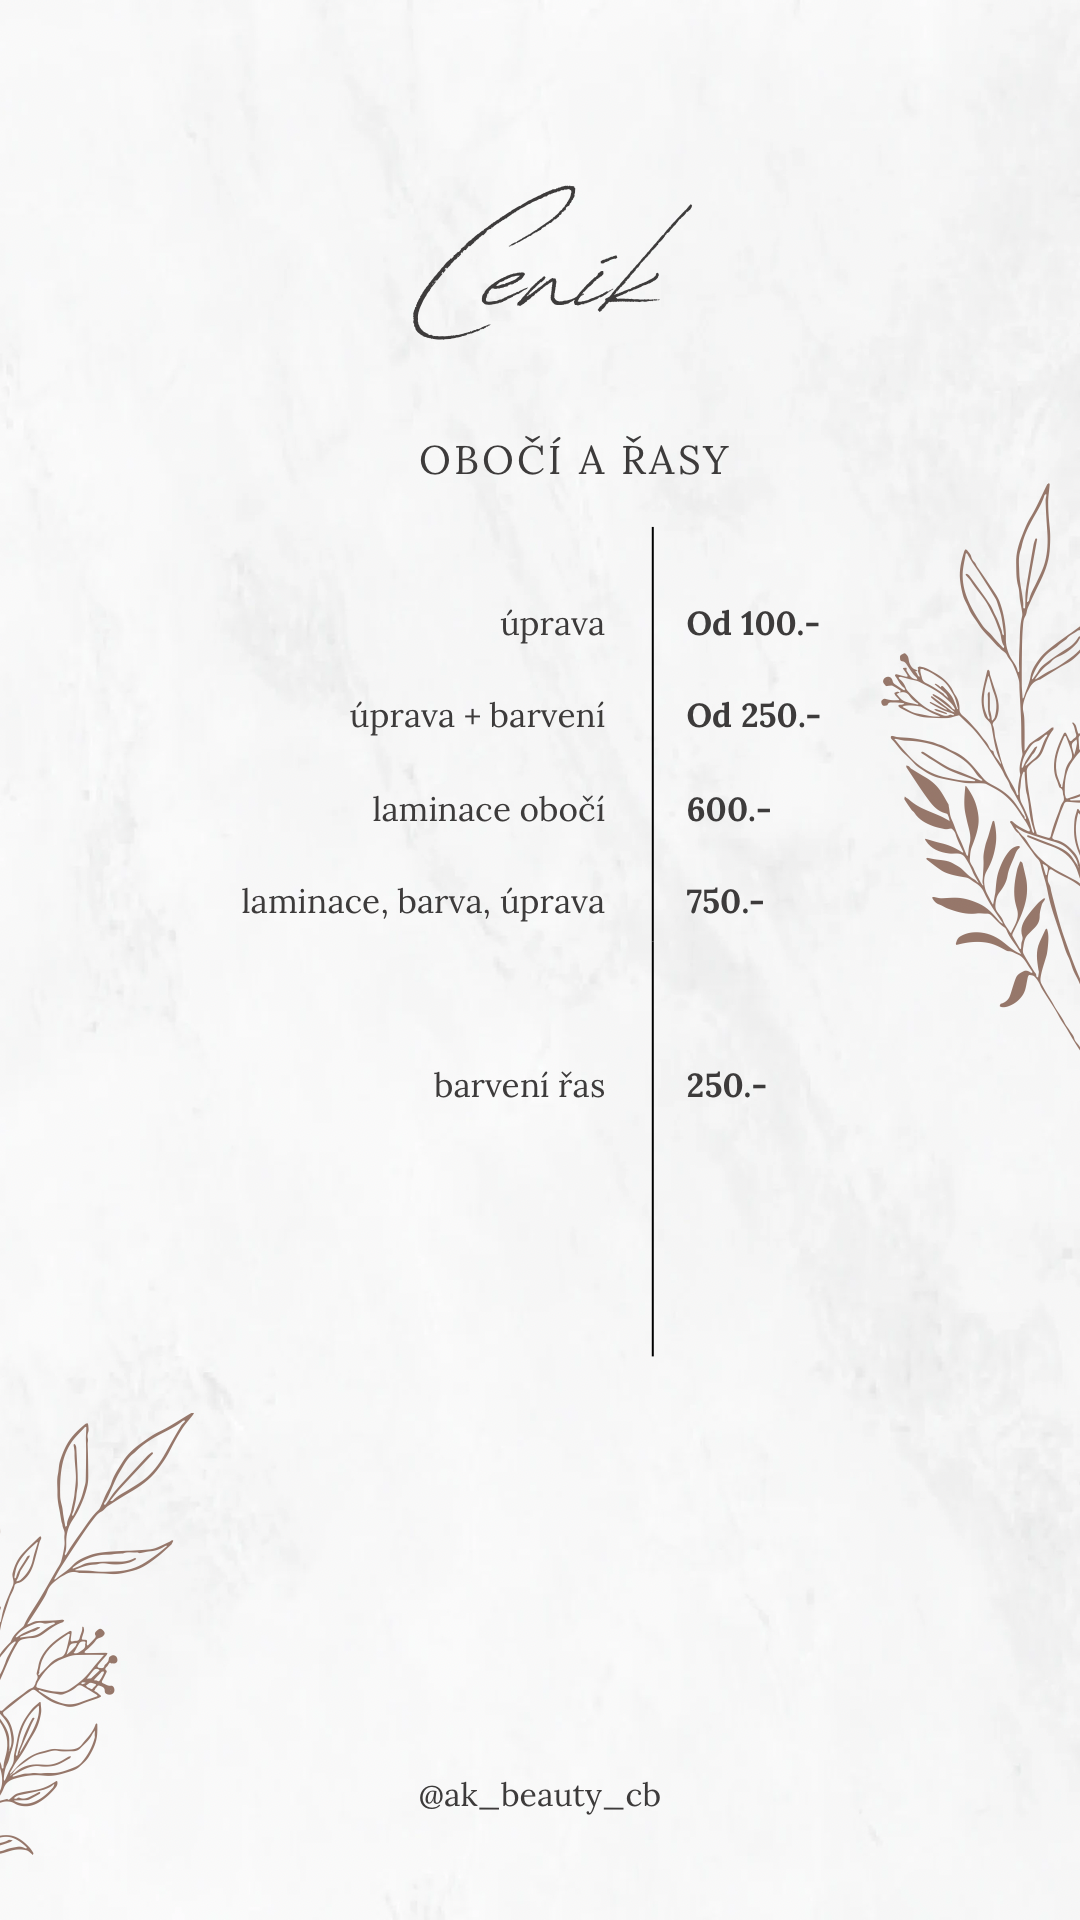 Ceník
OBOČÍ A ŘASY
úprava Od 100.-
úprava + barvení Od 250.-
laminace obočí 600.-
laminace, barva, úprava 750.-
barvení řas 250.-
@ak_beauty_cb